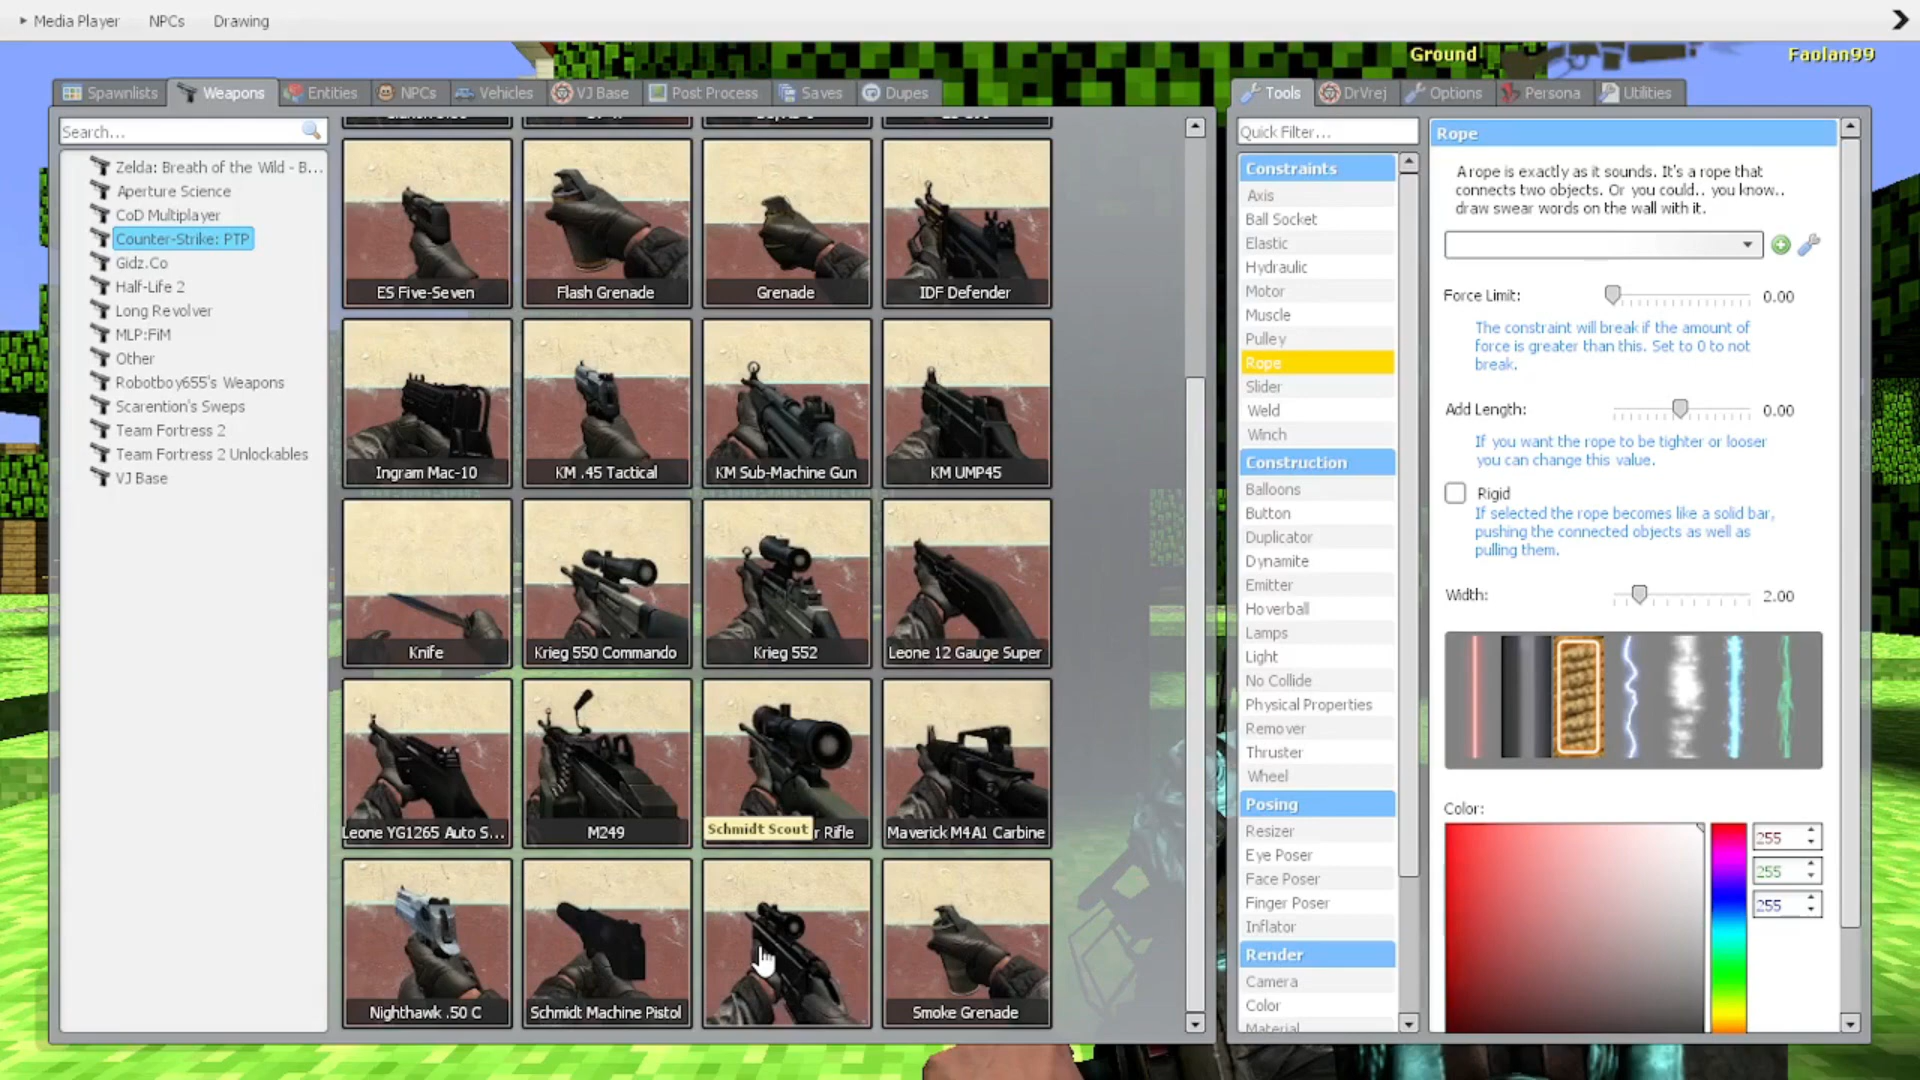 Media Player NPCs Drawing
Ground
Faolan99
Spawnlists Weapons Entities NPCs Vehicles VJ Base Post Process Saves Dupes
Tools DrVrej Options Persona Utilities
Search...
Zelda: Breath of the Wild - B...
Aperture Science
CoD Multiplayer
Counter-Strike: PTP
Gidz.Co
Half-Life 2
Long Revolver
MLP:FiM
Other
Robotboy655's Weapons
Scarention's Sweps
Team Fortress 2
Team Fortress 2 Unlockables
VJ Base
ES Five-Seven
Flash Grenade
Grenade
IDF Defender
Ingram Mac-10
KM .45 Tactical
KM Sub-Machine Gun
KM UMP45
Knife
Krieg 550 Commando
Krieg 552
Leone 12 Gauge Super
Leone YG1265 Auto S...
M249
Schmidt Scout
r Rifle
Maverick M4A1 Carbine
Nighthawk .50 C
Schmidt Machine Pistol
Smoke Grenade
Quick Filter...
Constraints
Axis
Ball Socket
Elastic
Hydraulic
Motor
Muscle
Pulley
Rope
Slider
Weld
Winch
Construction
Balloons
Button
Duplicator
Dynamite
Emitter
Hoverball
Lamps
Light
No Collide
Physical Properties
Remover
Thruster
Wheel
Posing
Resizer
Eye Poser
Face Poser
Finger Poser
Inflator
Render
Camera
Color
Material
Rope
A rope is exactly as it sounds. It's a rope that
connects two objects. Or you could.. you know..
draw swear words on the wall with it.
Force Limit: 0.00
The constraint will break if the amount of
force is greater than this. Set to 0 to not
break.
Add Length: 0.00
If you want the rope to be tighter or looser
you can change this value.
Rigid
If selected the rope becomes like a solid bar,
pushing the connected objects as well as
pulling them.
Width: 2.00
Color:
255
255
255